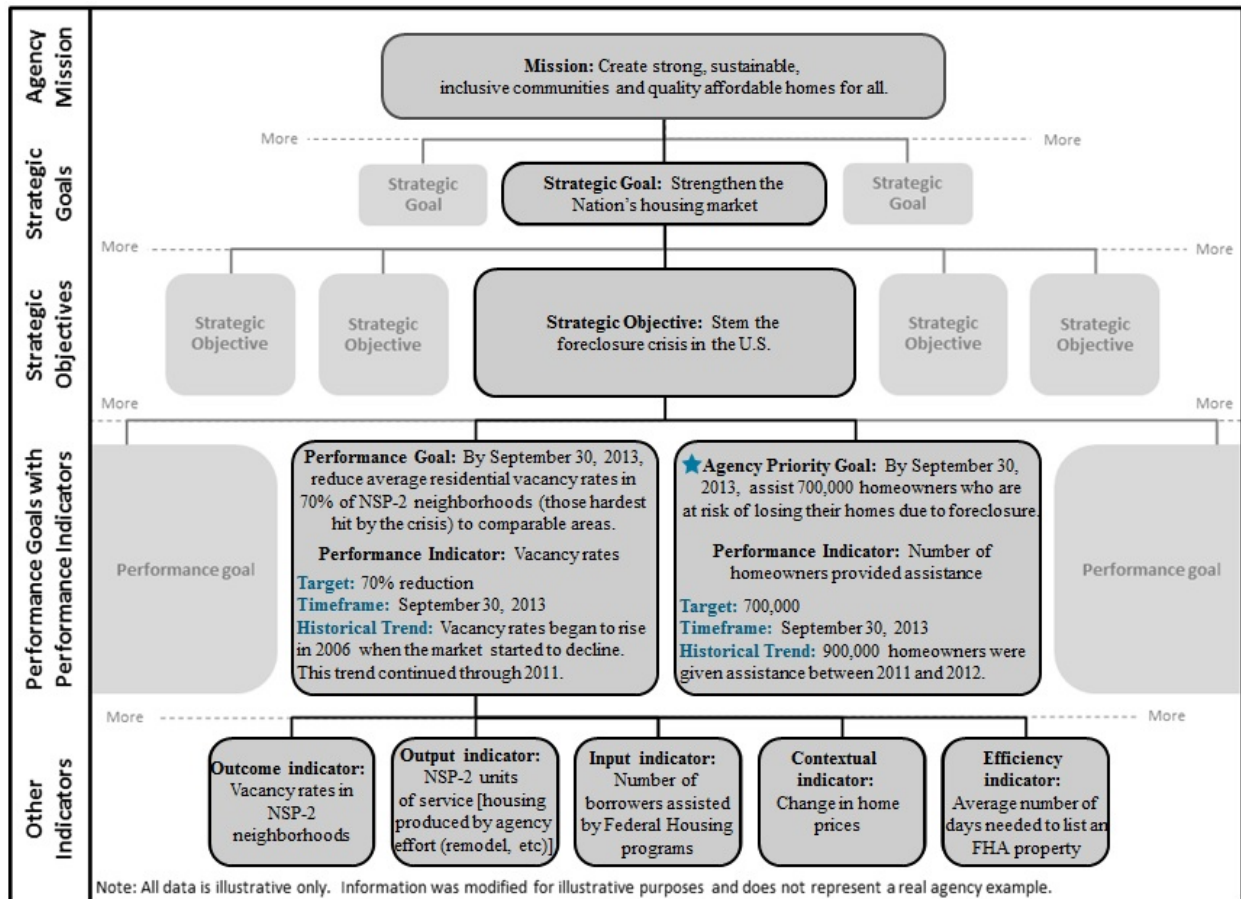 Agency
Mission
Mission: Create strong, sustainable,
inclusive communities and quality affordable homes for all.
More
More
Strategic
Goals
Strategic
Goal
Strategic Goal: Strengthen the
Nation's housing market
Strategic
Goal
More
More
Strategic
Objectives
Strategic
Objective
Strategic
Objective
Strategic Objective: Stem the
foreclosure crisis in the U.S.
Strategic
Objective
Strategic
Objective
More
More
Performance Goals with
Performance Indicators
Performance goal
Performance Goal: By September 30, 2013,
reduce average residential vacancy rates in
70% of NSP-2 neighborhoods (those hardest
hit by the crisis) to comparable areas.
Performance Indicator: Vacancy rates
Target: 70% reduction
Timeframe: September 30, 2013
Historical Trend: Vacancy rates began to rise
in 2006 when the market started to decline.
This trend continued through 2011.
Agency Priority Goal: By September 30,
2013, assist 700,000 homeowners who are
at risk of losing their homes due to foreclosure.
Performance Indicator: Number of
homeowners provided assistance
Target: 700,000
Timeframe: September 30, 2013
Historical Trend: 900,000 homeowners were
given assistance between 2011 and 2012.
Performance goal
More
More
Other
Indicators
Outcome indicator:
Vacancy rates in
NSP-2
neighborhoods
Output indicator:
NSP-2 units
of service [housing
produced by agency
effort (remodel, etc)]
Input indicator:
Number of
borrowers assisted
by Federal Housing
programs
Contextual
indicator:
Change in home
prices
Efficiency
indicator:
Average number of
days needed to list an
FHA property
Note: All data is illustrative only. Information was modified for illustrative purposes and does not represent a real agency example.